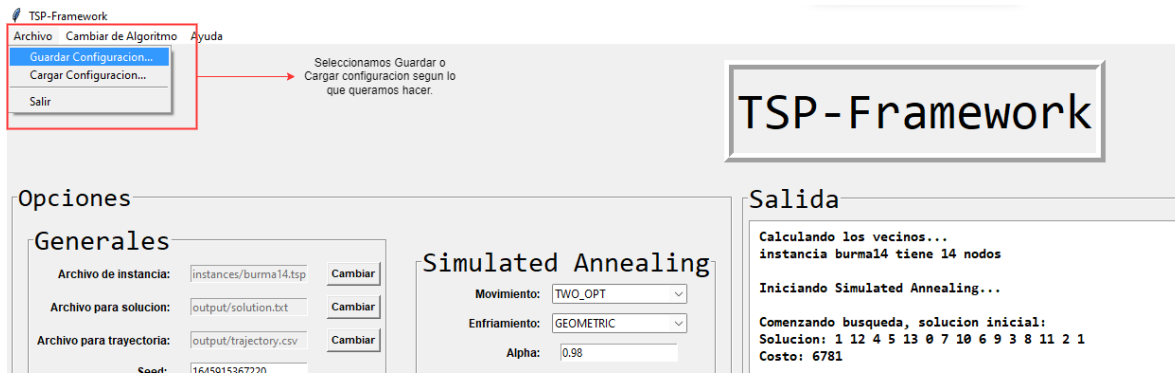 TSP-Framework
Archivo Cambiar de Algoritmo Ayuda
Guardar Configuracion...
Cargar Configuracion...
Salir
Seleccionamos Guardar o
Cargar configuracion segun lo
que queramos hacer.
TSP-Framework
Opciones
Generales
Archivo de instancia: instances/burma14.tsp Cambiar
Archivo para solucion: output/solution.txt Cambiar
Archivo para trayectoria: output/trajectory.csv Cambiar
Seed: 1645915367220
Simulated Annealing
Movimiento: TWO_OPT
Enfriamiento: GEOMETRIC
Alpha: 0.98
Salida
Calculando los vecinos...
instancia burma14 tiene 14 nodos
Iniciando Simulated Annealing...
Comenzando busqueda, solucion inicial:
Solucion: 1 12 4 5 13 0 7 10 6 9 3 8 11 2 1
Costo: 6781